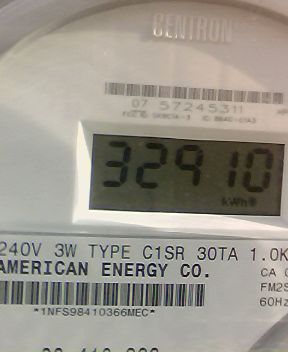 CENTRON
07 57245311
32910
kWh
240V 3W TYPE C1SR 30TA 1.0K
AMERICAN ENERGY CO.
CA
FM2S
60Hz
*1NFS98410366MEC*